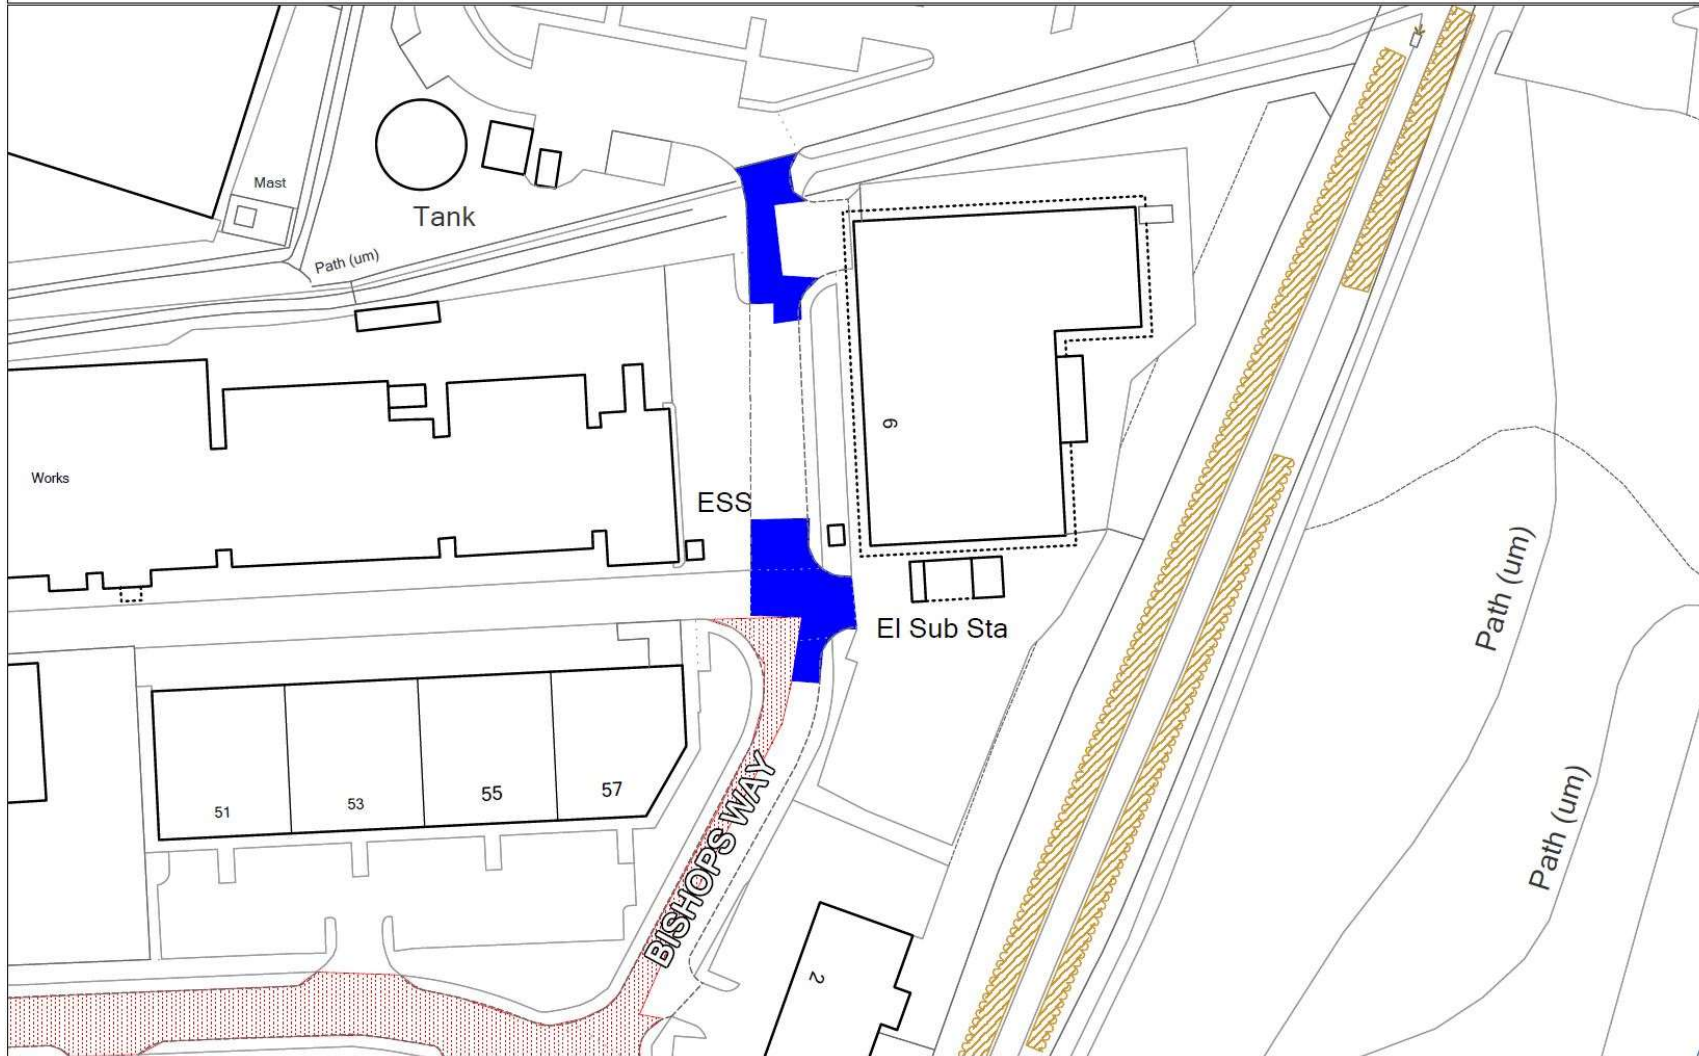 Mast
Tank
Path (um)
Works
6
ESS
El Sub Sta
Path (um)
51
53
55
57
BISHOPS WAY
Path (um)
2